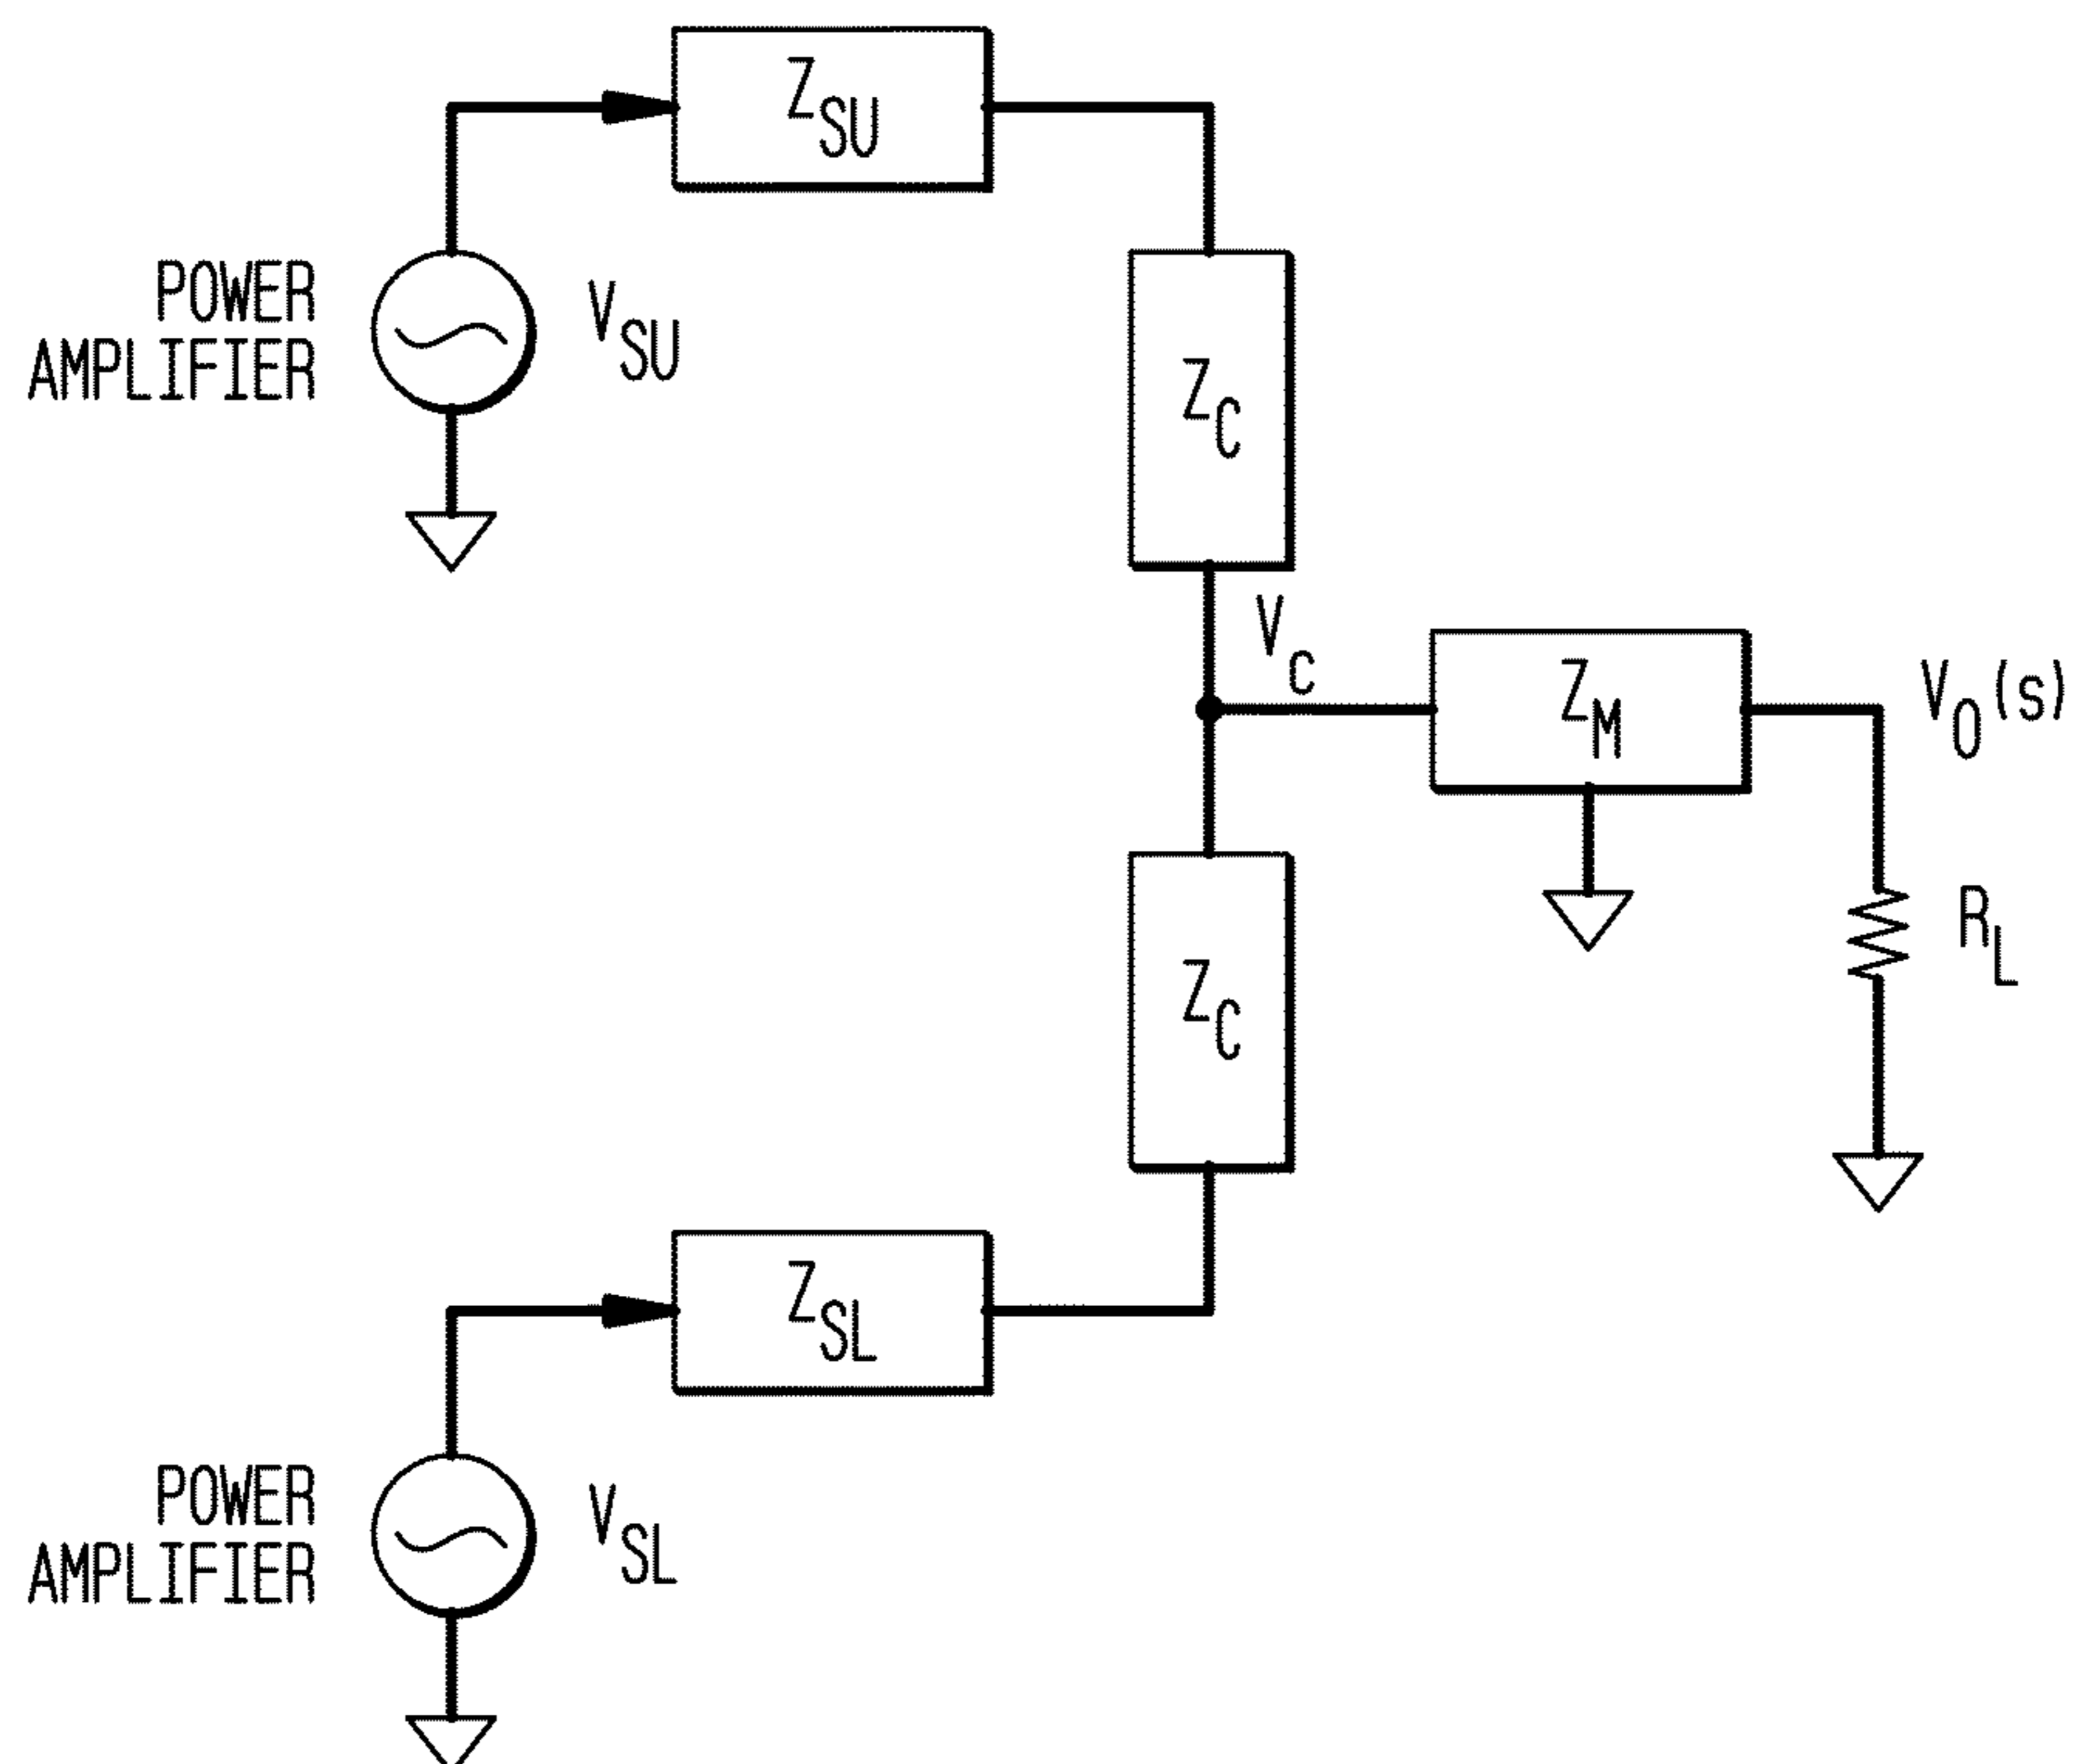 Z_SU
POWER
AMPLIFIER
V_SU
Z_C
V_C
Z_M
V_O(s)
Z_C
R_L
Z_SL
POWER
AMPLIFIER
V_SL